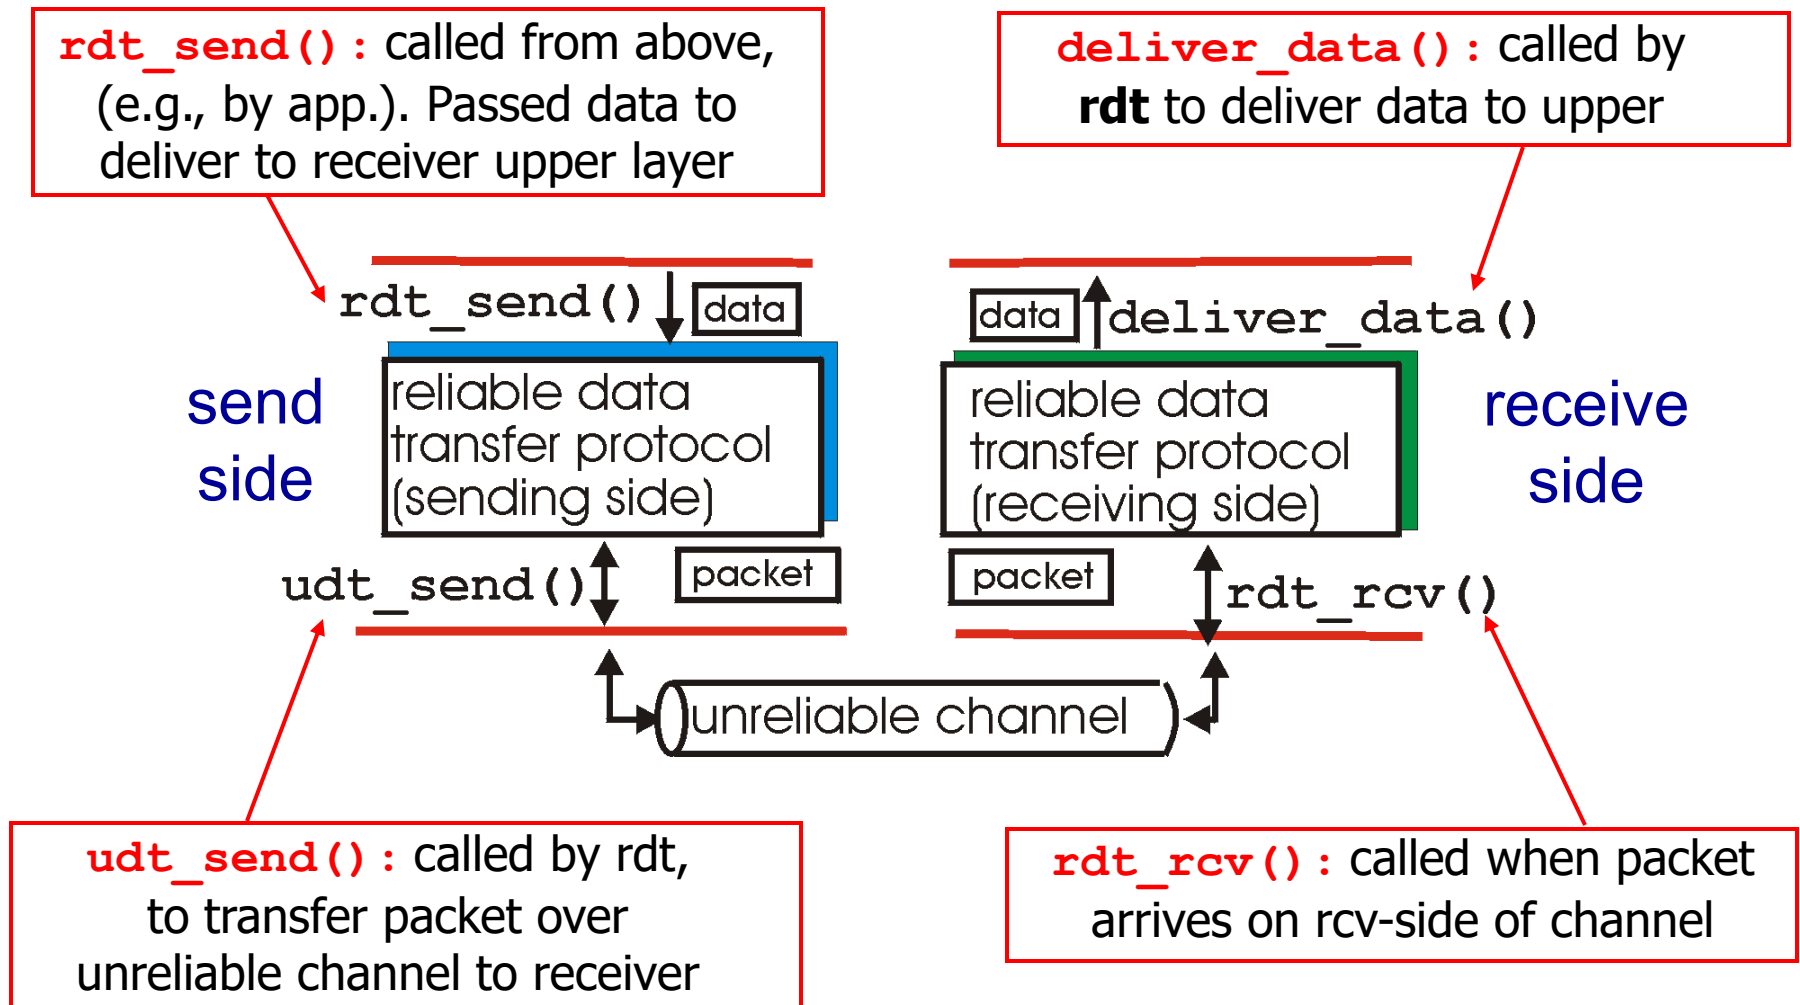 rdt_send(): called from above,
(e.g., by app.). Passed data to
deliver to receiver upper layer
deliver_data(): called by
rdt to deliver data to upper
rdt_send()
data
data
deliver_data()
send
side
reliable data
transfer protocol
(sending side)
reliable data
transfer protocol
(receiving side)
receive
side
udt_send()
packet
packet
rdt_rcv()
unreliable channel
udt_send(): called by rdt,
to transfer packet over
unreliable channel to receiver
rdt_rcv(): called when packet
arrives on rcv-side of channel